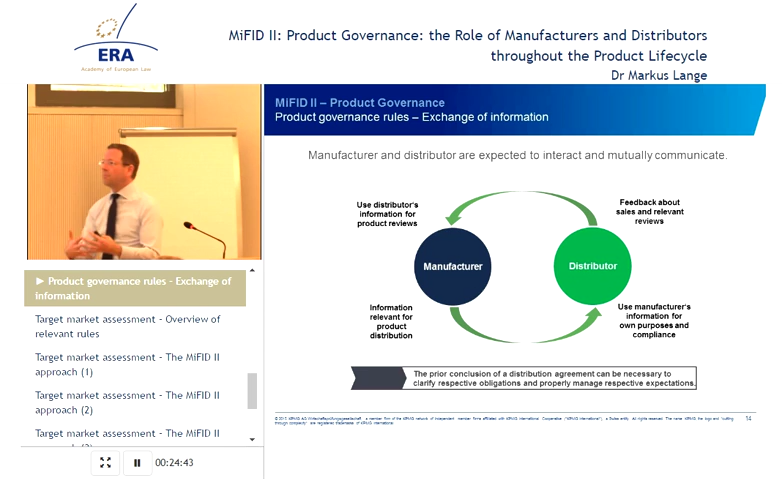 ERA
Academy of European Law
MiFID II: Product Governance: the Role of Manufacturers and Distributors
throughout the Product Lifecycle
Dr Markus Lange
MiFID II – Product Governance
Product governance rules – Exchange of information
Manufacturer and distributor are expected to interact and mutually communicate.
Use distributor's
information for
product reviews
Feedback about
sales and relevant
reviews
Manufacturer
Distributor
Information
relevant for
product
distribution
Use manufacturer's
information for
own purposes and
compliance
The prior conclusion of a distribution agreement can be necessary to
clarify respective obligations and properly manage respective expectations.
14
► Product governance rules - Exchange of
information
Target market assessment - Overview of
relevant rules
Target market assessment - The MiFID II
approach (1)
Target market assessment - The MiFID II
approach (2)
Target market assessment - The MiFID II
00:24:43